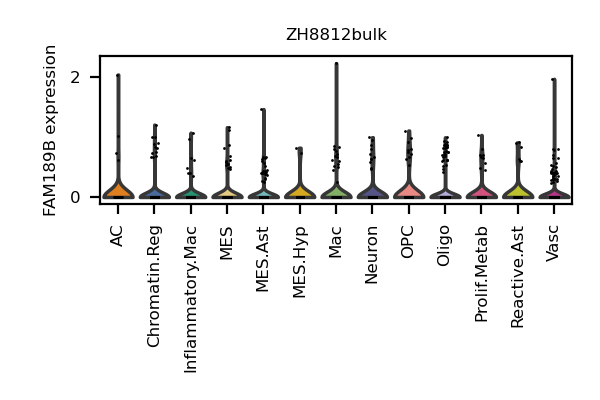 ZH8812bulk
FAM189B expression
2
0
AC
Chromatin.Reg
Inflammatory.Mac
MES
MES.Ast
MES.Hyp
Mac
Neuron
OPC
Oligo
Prolif.Metab
Reactive.Ast
Vasc